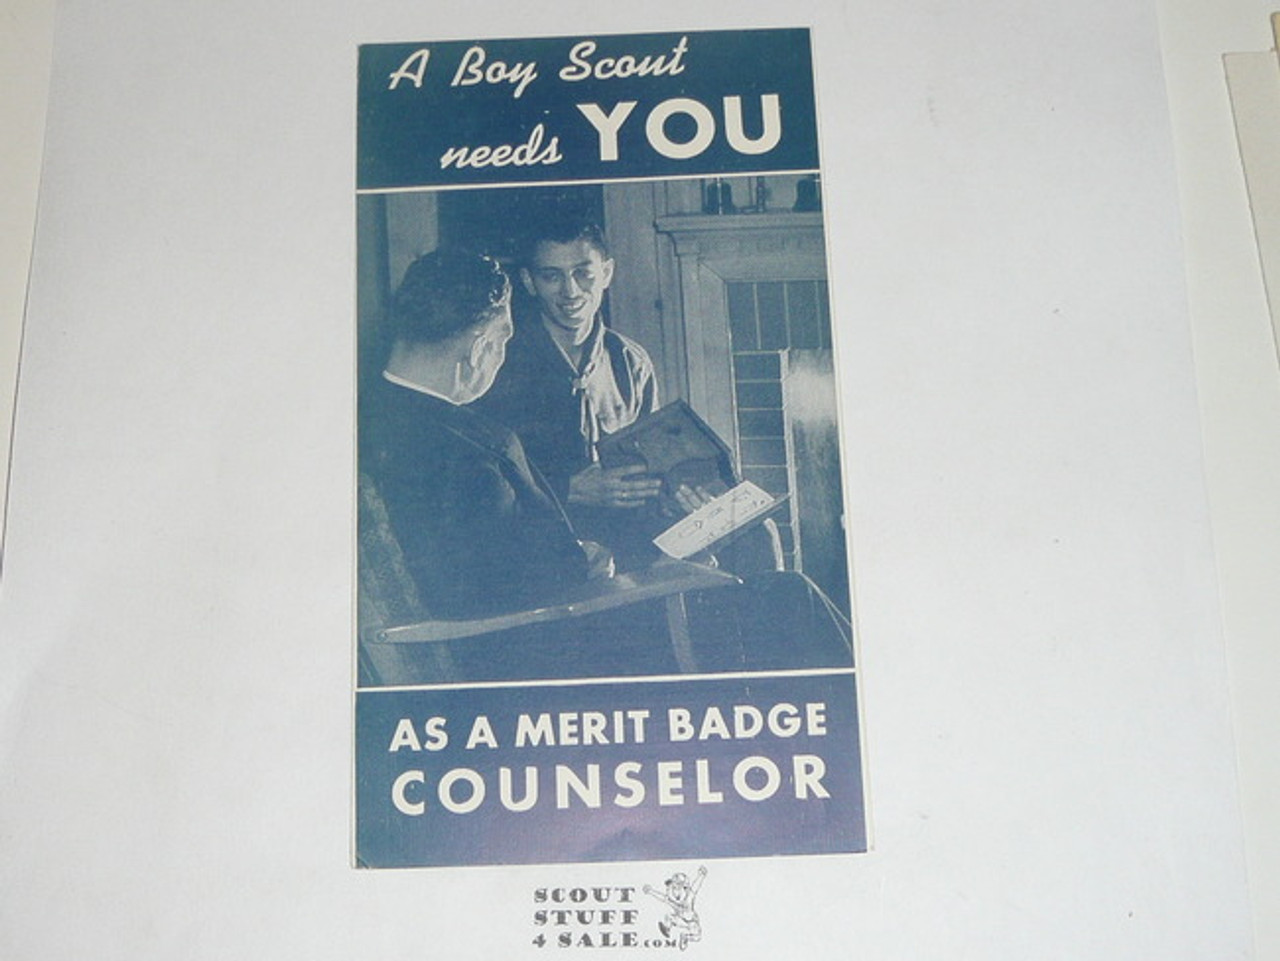 A Boy Scout
needs YOU
AS A MERIT BADGE
COUNSELOR
SCOUT
STUFF
4 SALE.COM